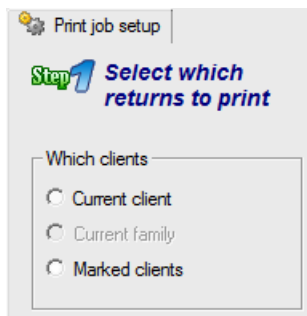 Print job setup
Step 1 Select which
returns to print
Which clients
Current client
Current family
Marked clients